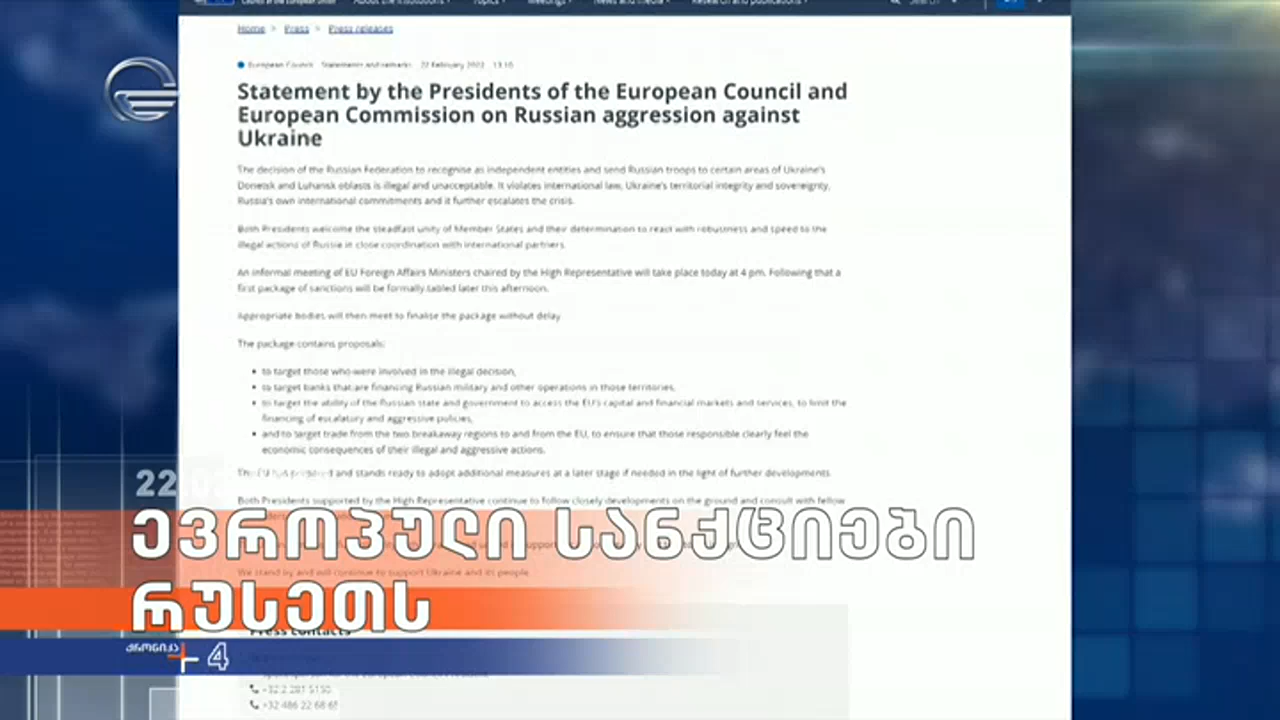 Home > Press > Press releases
European Council Statements and remarks 22 February 2022 13:10
Statement by the Presidents of the European Council and
European Commission on Russian aggression against
Ukraine
The decision of the Russian Federation to recognise as independent entities and send Russian troops to certain areas of Ukraine's
Donetsk and Luhansk oblasts is illegal and unacceptable. It violates international law, Ukraine's territorial integrity and sovereignty,
Russia's own international commitments and it further escalates the crisis.
Both Presidents welcome the steadfast unity of Member States and their determination to react with robustness and speed to the
illegal actions of Russia in close coordination with international partners.
An informal meeting of EU Foreign Affairs Ministers chaired by the High Representative will take place today at 4 pm. Following that a
first package of sanctions will be formally tabled later this afternoon.
Appropriate bodies will then meet to finalise the package without delay
The package contains proposals:
• to target those who were involved in the illegal decision,
• to target banks that are financing Russian military and other operations in those territories,
• to target the ability of the Russian state and government to access the EU's capital and financial markets and services, to limit the
financing of escalatory and aggressive policies,
• and to target trade from the two breakaway regions to and from the EU, to ensure that those responsible clearly feel the
economic consequences of their illegal and aggressive actions.
The EU has prepared and stands ready to adopt additional measures at a later stage if needed in the light of further developments.
22
Both Presidents supported by the High Representative continue to follow closely developments on the ground and consult with fellow
ევროპული სანქციები
We stand by and will continue to support Ukraine and its people
რუსეთს
Press contacts
ქრონიკა
4
+32 2 281 5150
+32 486 22 68 65